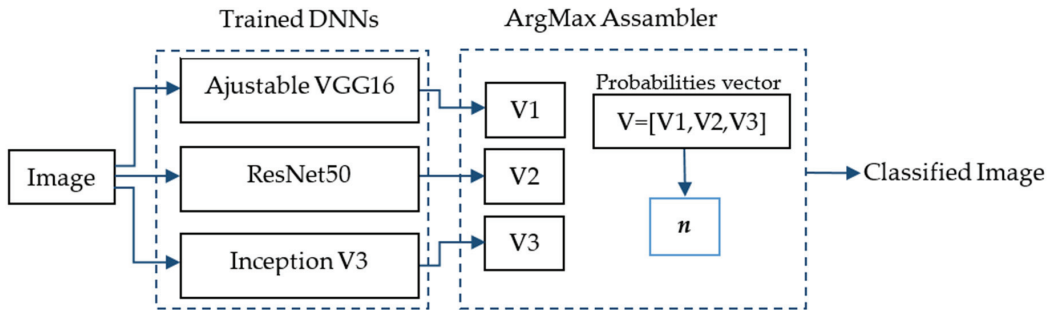 Trained DNNs
ArgMax Assambler
Image
Ajustable VGG16
ResNet50
Inception V3
V1
V2
V3
Probabilities vector
V=[V1,V2,V3]
n
Classified Image